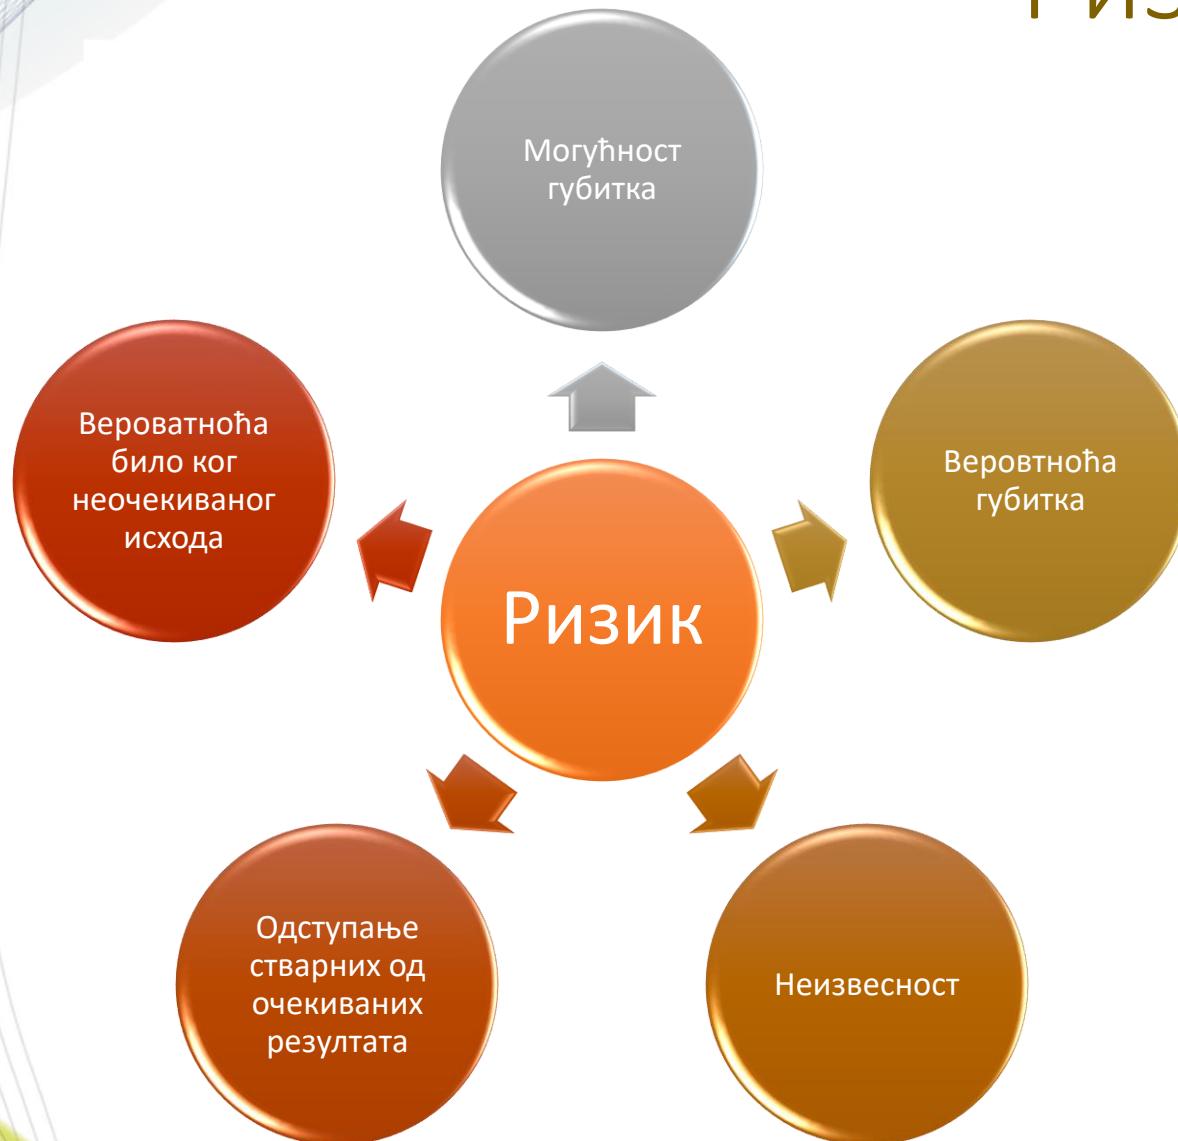 Могућност
губитка
Веровтноћа
губитка
Неизвесност
Одступање
стварних од
очекиваних
резултата
Вероватноћа
било ког
неочекиваног
исхода
Ризик